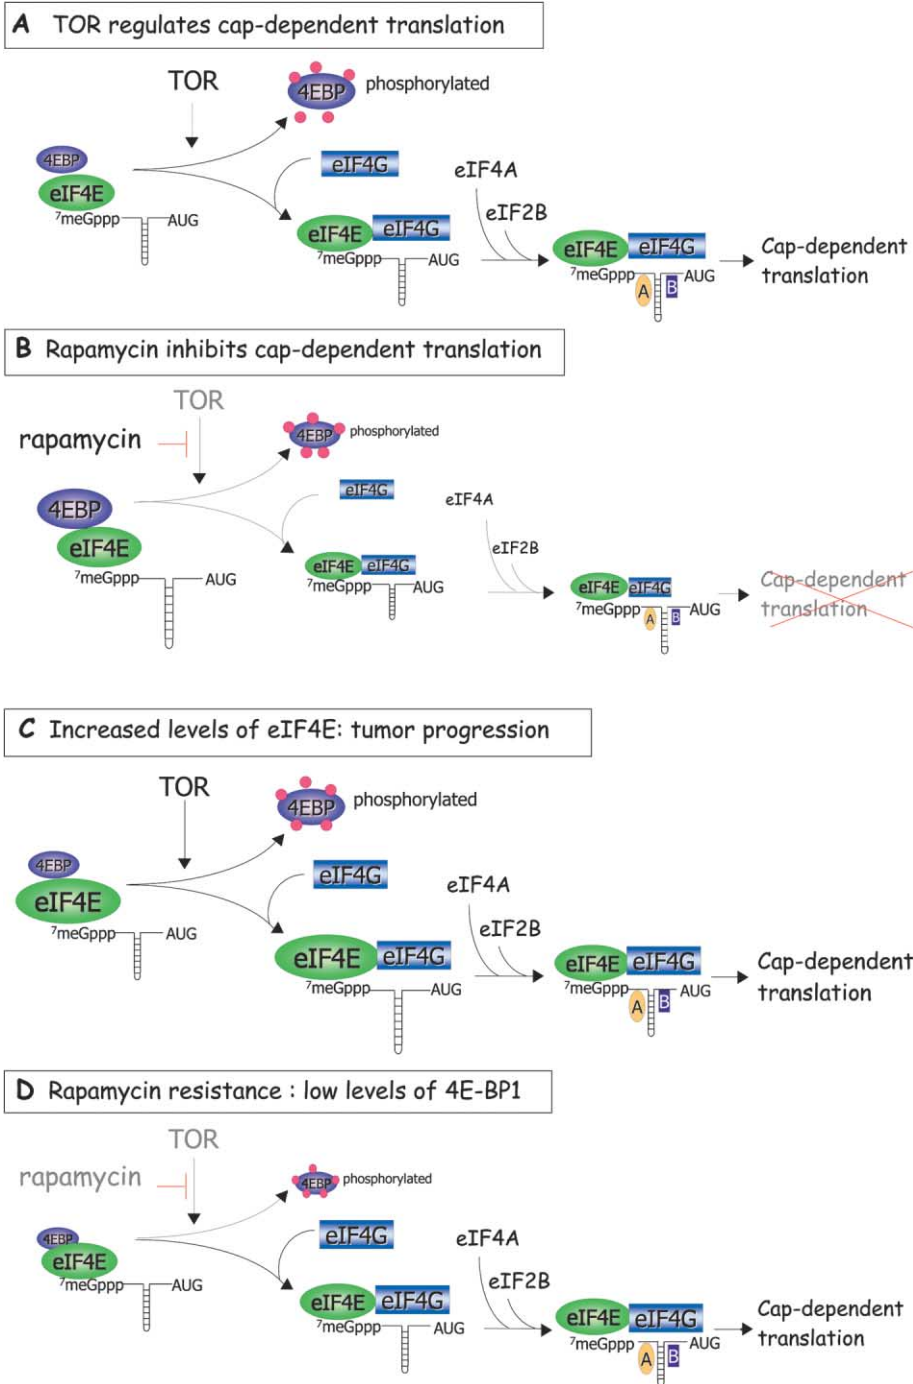 A TOR regulates cap-dependent translation
TOR
4EBP
phosphorylated
4EBP
eIF4E
7meGppp
AUG
eIF4G
eIF4E
eIF4G
7meGppp
AUG
eIF4A
eIF2B
eIF4E
eIF4G
7meGppp
AUG
A
B
Cap-dependent
translation
B Rapamycin inhibits cap-dependent translation
TOR
rapamycin
4EBP
phosphorylated
4EBP
eIF4E
7meGppp
AUG
eIF4G
eIF4E
eIF4G
7meGppp
AUG
eIF4A
eIF2B
eIF4E
eIF4G
7meGppp
AUG
A
B
Cap-dependent
translation
C Increased levels of eIF4E: tumor progression
TOR
4EBP
phosphorylated
4EBP
eIF4E
7meGppp
AUG
eIF4G
eIF4E
eIF4G
7meGppp
AUG
eIF4A
eIF2B
eIF4E
eIF4G
7meGppp
AUG
A
B
Cap-dependent
translation
D Rapamycin resistance : low levels of 4E-BP1
TOR
rapamycin
4EBP
phosphorylated
4EBP
eIF4E
7meGppp
AUG
eIF4G
eIF4E
eIF4G
7meGppp
AUG
eIF4A
eIF2B
eIF4E
eIF4G
7meGppp
AUG
A
B
Cap-dependent
translation